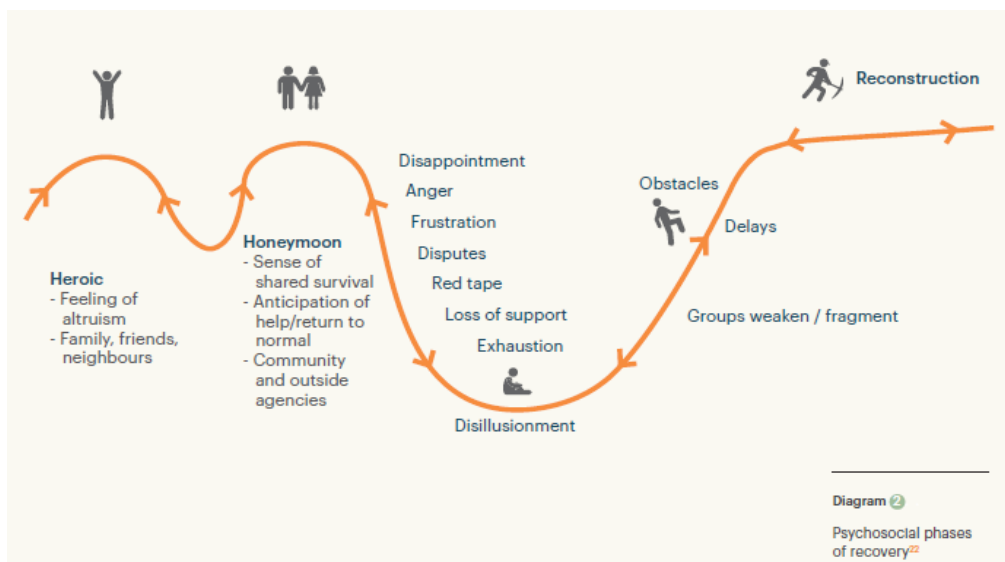 Heroic
- Feeling of
altruism
- Family, friends,
neighbours
Honeymoon
- Sense of
shared survival
- Anticipation of
help/return to
normal
- Community
and outside
agencies
Disappointment
Anger
Frustration
Disputes
Red tape
Loss of support
Exhaustion
Disillusionment
Groups weaken / fragment
Delays
Obstacles
Reconstruction
Diagram 2
Psychosocial phases
of recovery22